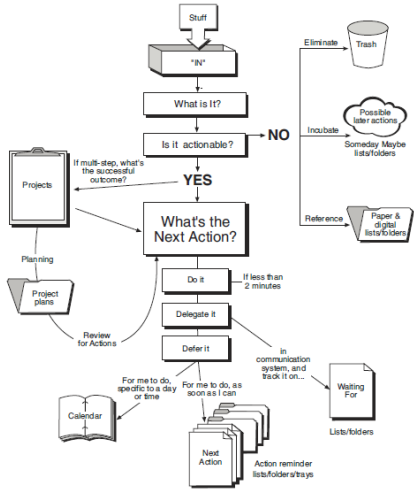 Stuff
"IN"
What is It?
Is it actionable?
NO
Eliminate
Trash
Incubate
Possible
later actions
Someday Maybe
lists/folders
Reference
Paper &
digital
lists/folders
YES
If multi-step, what's
the successful
outcome?
Projects
Planning
Project
plans
Review
for Actions
What's the
Next Action?
Do it
If less than
2 minutes
Delegate it
in
communication
system, and
track it on...
Waiting
For
Lists/folders
Defer it
For me to do,
specific to a day
or time
Calendar
For me to do, as
soon as I can
Next
Action
Action reminder
lists/folders/trays